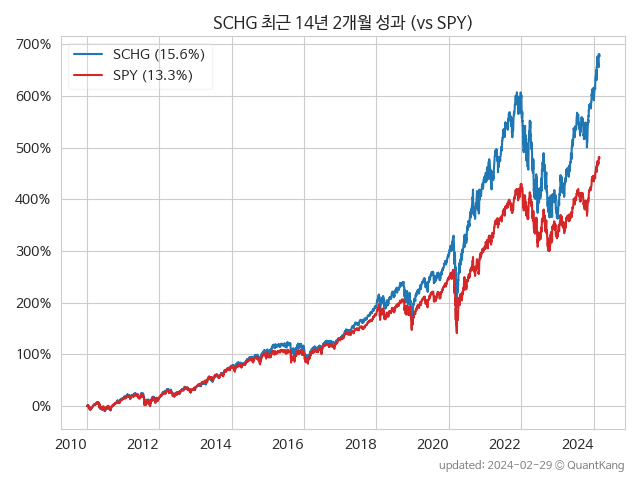 SCHG 최근 14년 2개월 성과 (vs SPY)
700%
SCHG (15.6%)
SPY (13.3%)
600%
500%
400%
300%
200%
100%
0%
2010 2012 2014 2016 2018 2020 2022 2024
updated: 2024-02-29 © QuantKang